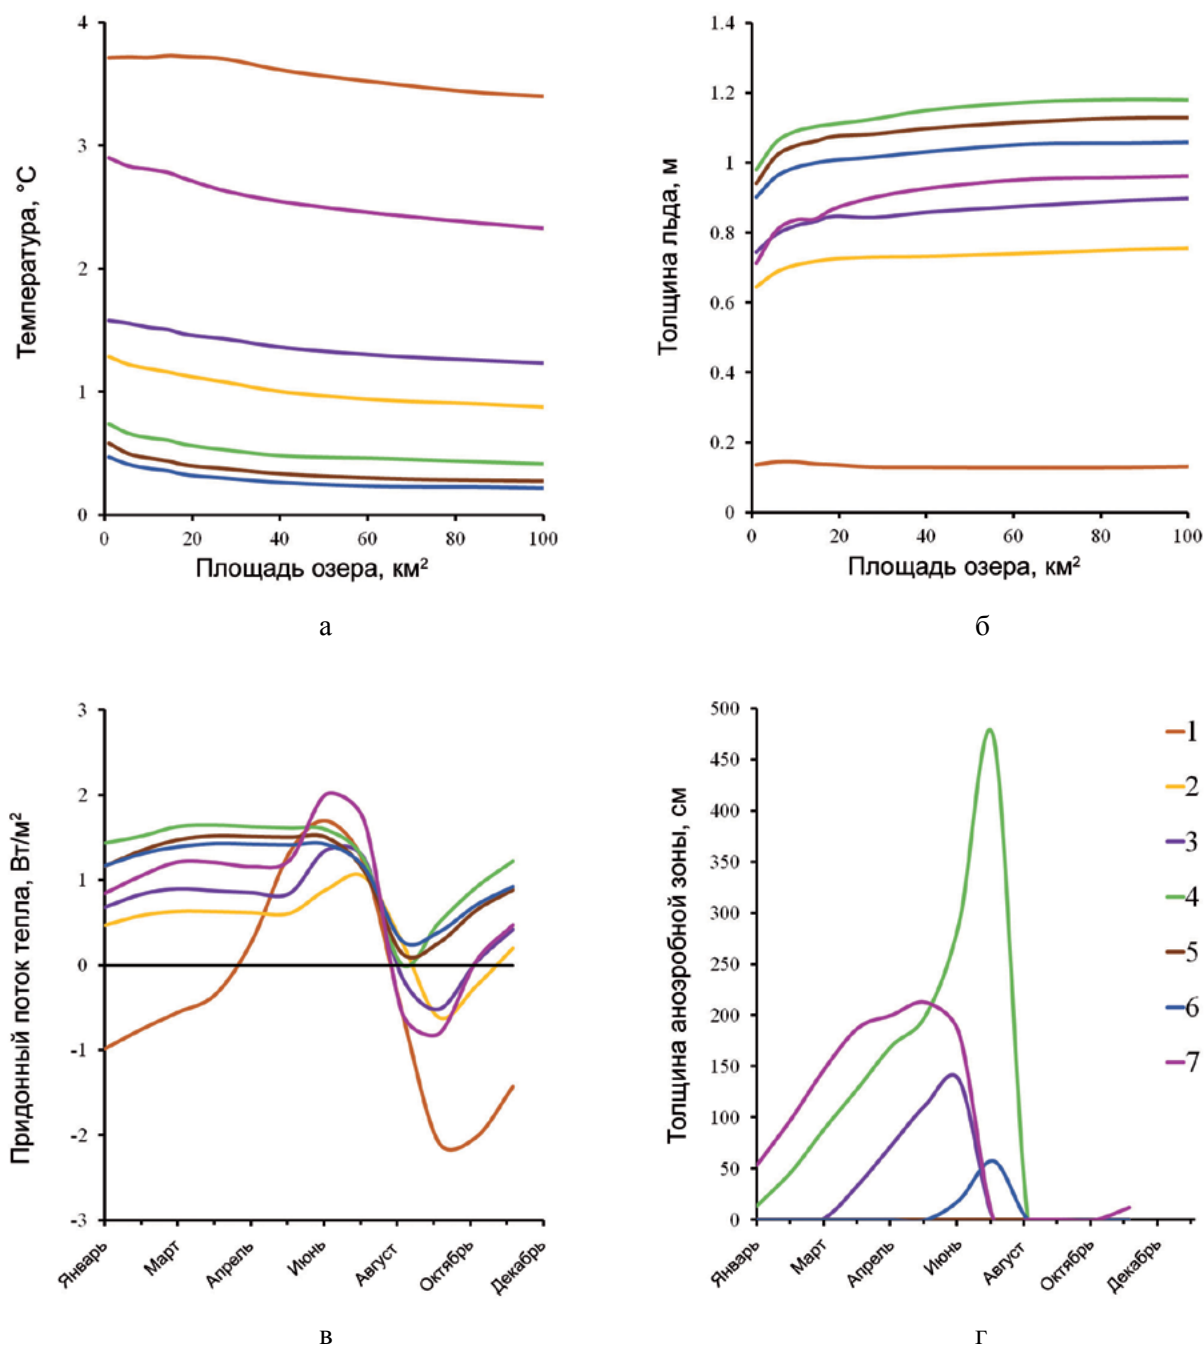 4
3
2
1
0
Температура, °C
0
20
40
60
80
100
Площадь озера, км²
а
1.4
1.2
1
0.8
0.6
0.4
0.2
0
Толщина льда, м
0
20
40
60
80
100
Площадь озера, км²
б
3
2
1
0
-1
-2
-3
Придонный поток тепла, Вт/м²
Январь
Март
Апрель
Июнь
Август
Октябрь
Декабрь
в
500
450
400
350
300
250
200
150
100
50
0
Толщина аноэробной зоны, см
Январь
Март
Апрель
Июнь
Август
Октябрь
Декабрь
1
2
3
4
5
6
7
г